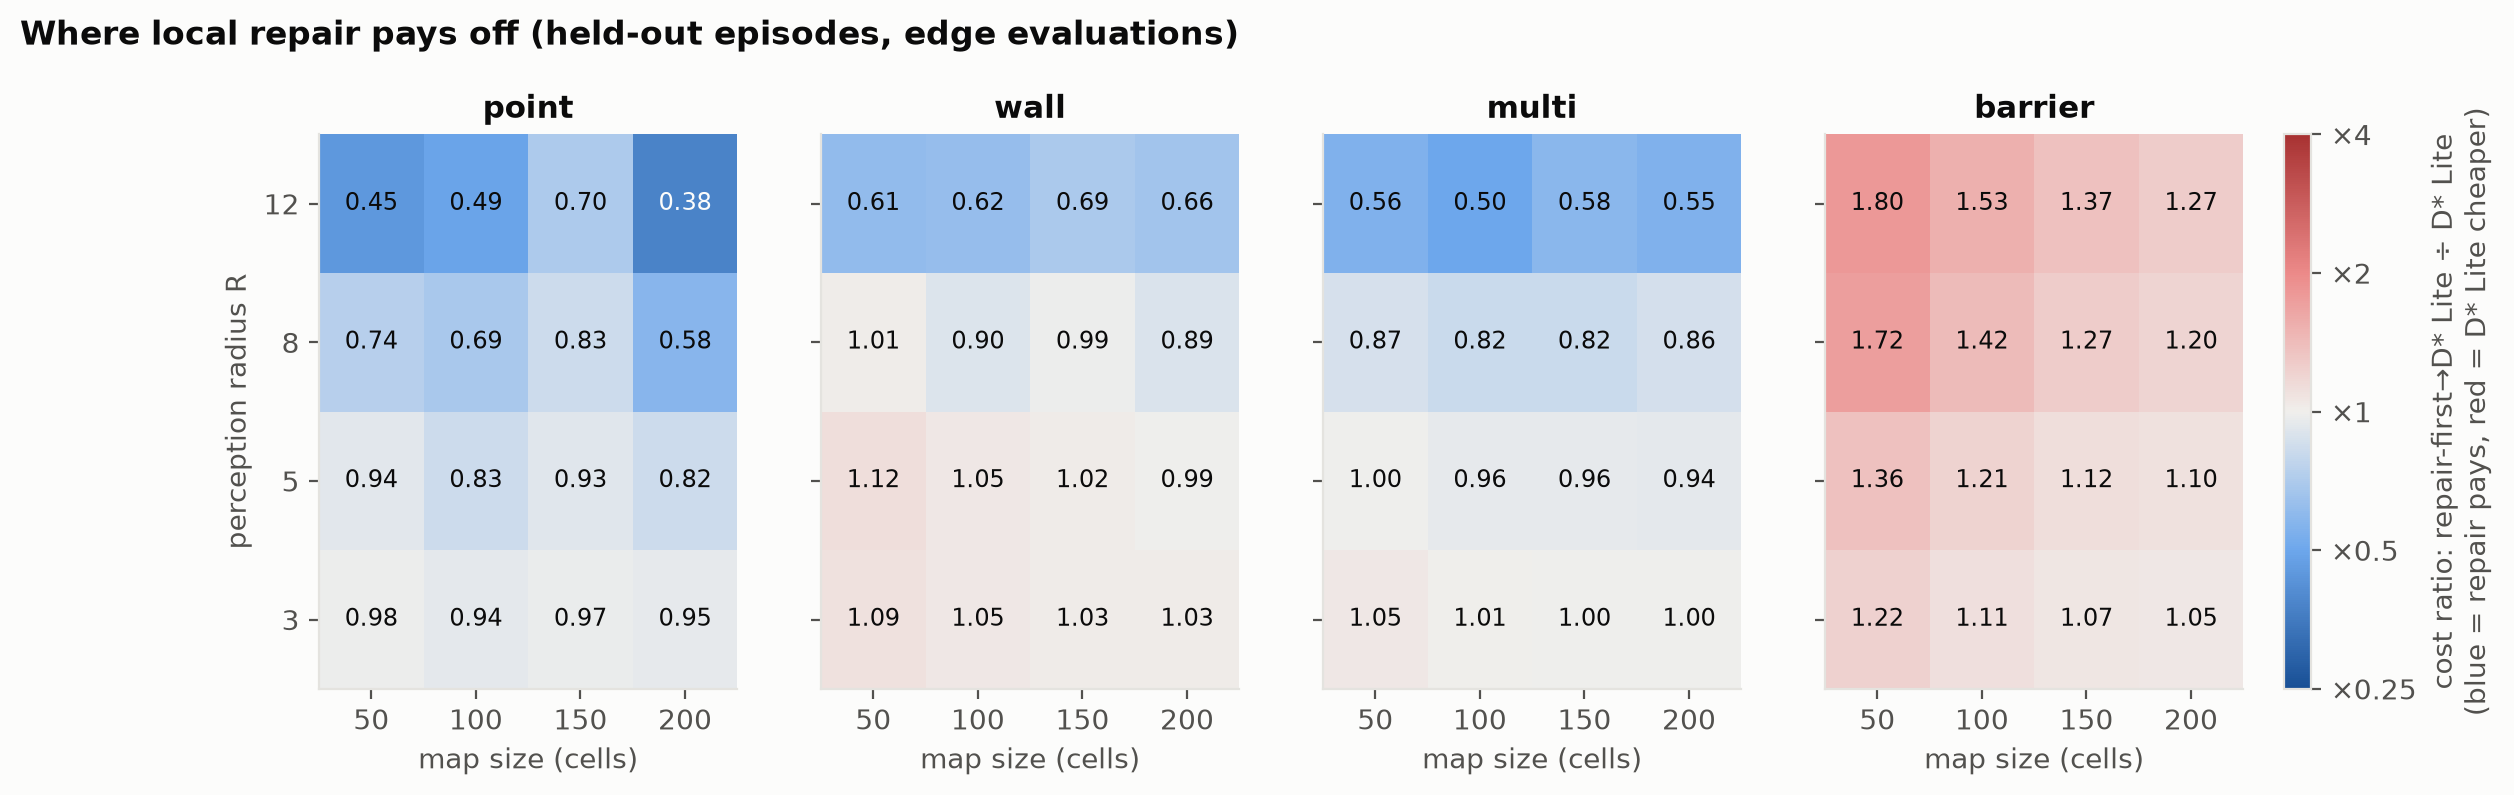 Where local repair pays off (held-out episodes, edge evaluations)
point
wall
multi
barrier
perception radius R
12
8
5
3
0.45 0.49 0.70 0.38
0.74 0.69 0.83 0.58
0.94 0.83 0.93 0.82
0.98 0.94 0.97 0.95
50 100 150 200
map size (cells)
0.61 0.62 0.69 0.66
1.01 0.90 0.99 0.89
1.12 1.05 1.02 0.99
1.09 1.05 1.03 1.03
50 100 150 200
map size (cells)
0.56 0.50 0.58 0.55
0.87 0.82 0.82 0.86
1.00 0.96 0.96 0.94
1.05 1.01 1.00 1.00
50 100 150 200
map size (cells)
1.80 1.53 1.37 1.27
1.72 1.42 1.27 1.20
1.36 1.21 1.12 1.10
1.22 1.11 1.07 1.05
50 100 150 200
map size (cells)
×4
×2
×1
×0.5
×0.25
cost ratio: repair-first→D* Lite ÷ D* Lite
(blue = repair pays, red = D* Lite cheaper)